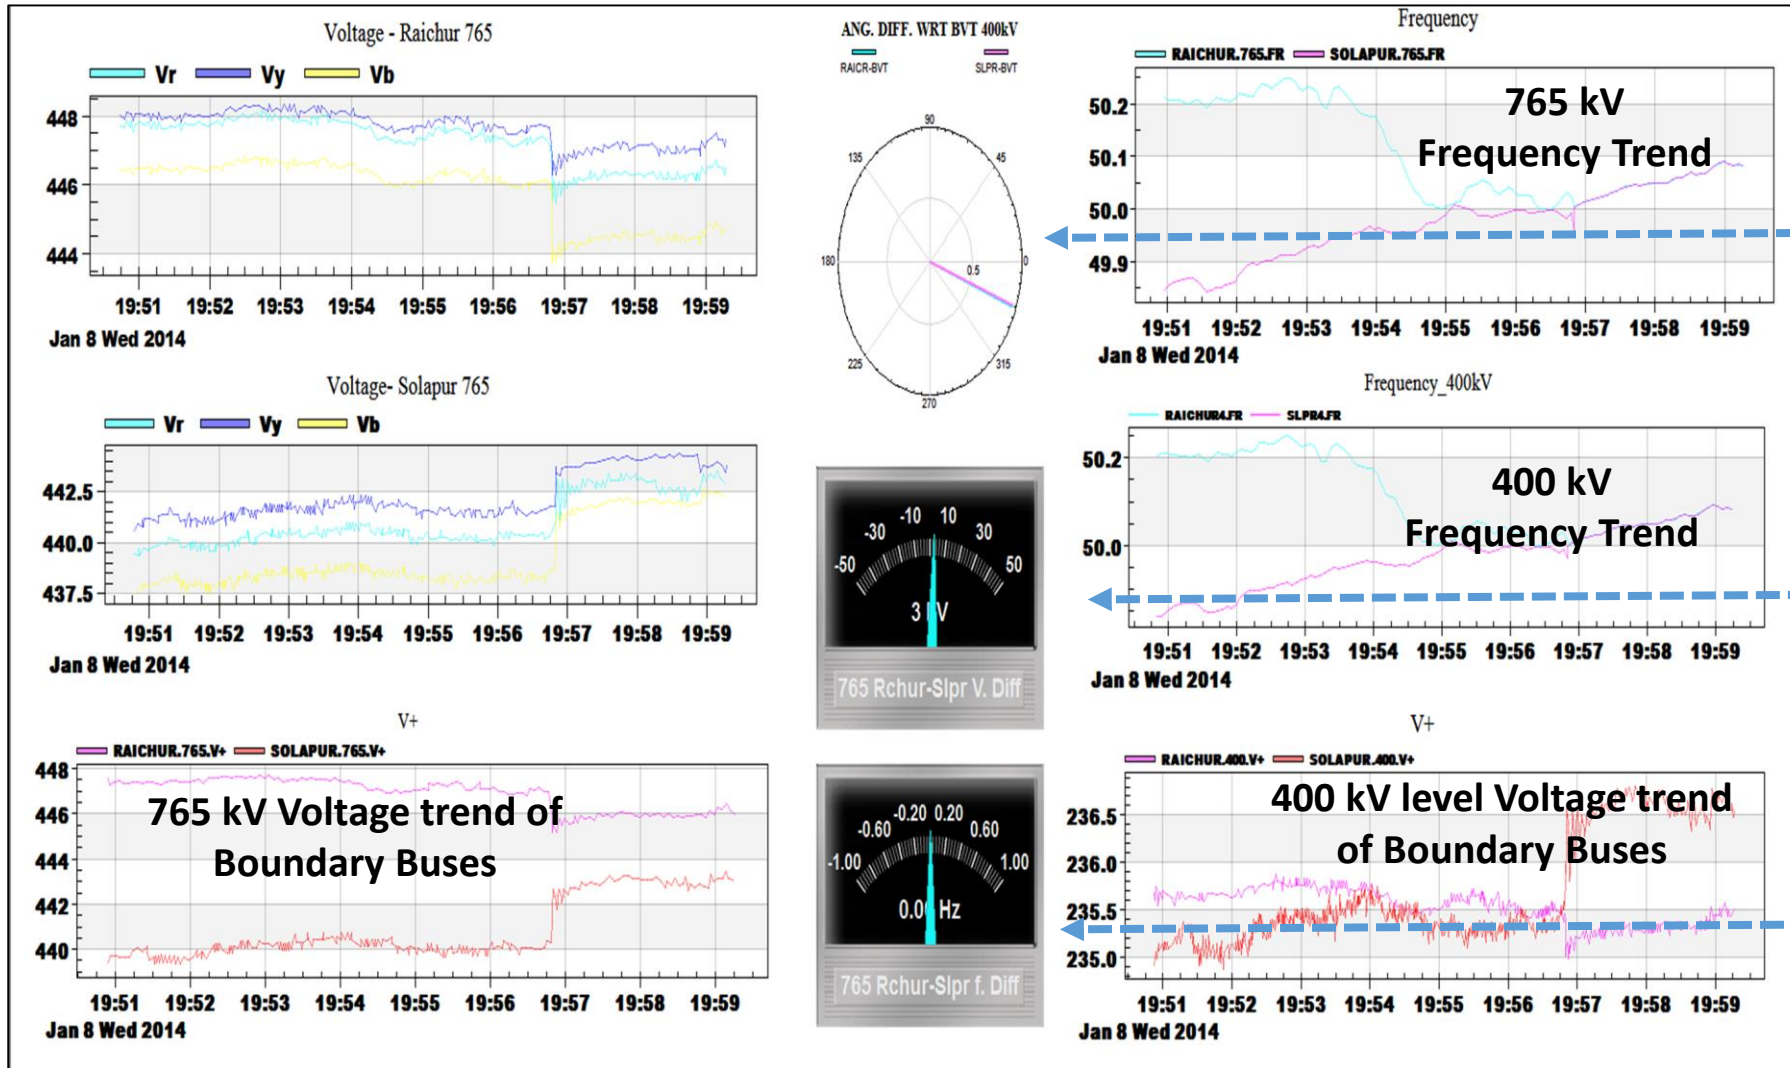 Voltage - Raichur 765
Vr Vy Vb
448
446
444
19:51 19:52 19:53 19:54 19:55 19:56 19:57 19:58 19:59
Jan 8 Wed 2014
Voltage- Solapur 765
Vr Vy Vb
442.5
440.0
437.5
19:51 19:52 19:53 19:54 19:55 19:56 19:57 19:58 19:59
Jan 8 Wed 2014
V+
RAICHUR.765.V+ SOLAPUR.765.V+
448
446
444
442
440
765 kV Voltage trend of
Boundary Buses
19:51 19:52 19:53 19:54 19:55 19:56 19:57 19:58 19:59
Jan 8 Wed 2014
ANG. DIFF. WRT BVT 400kV
RAICR-BVT SLPR-BVT
90
135 45
180 0.5 0
225 315
270
-50 -30 -10 10 30 50
765 Rchur-Slpr V. Diff
-1.00 -0.60 -0.20 0.20 0.60 1.00
765 Rchur-Slpr f. Diff
Frequency
RAICHUR.765.FR SOLAPUR.765.FR
50.2
50.1
50.0
49.9
765 kV
Frequency Trend
19:51 19:52 19:53 19:54 19:55 19:56 19:57 19:58 19:59
Jan 8 Wed 2014
Frequency_400kV
RAICHUR4.FR SLPR4.FR
50.2
50.0
400 kV
Frequency Trend
19:51 19:52 19:53 19:54 19:55 19:56 19:57 19:58 19:59
Jan 8 Wed 2014
V+
RAICHUR.400.V+ SOLAPUR.400.V+
236.5
236.0
235.5
235.0
400 kV level Voltage trend
of Boundary Buses
19:51 19:52 19:53 19:54 19:55 19:56 19:57 19:58 19:59
Jan 8 Wed 2014